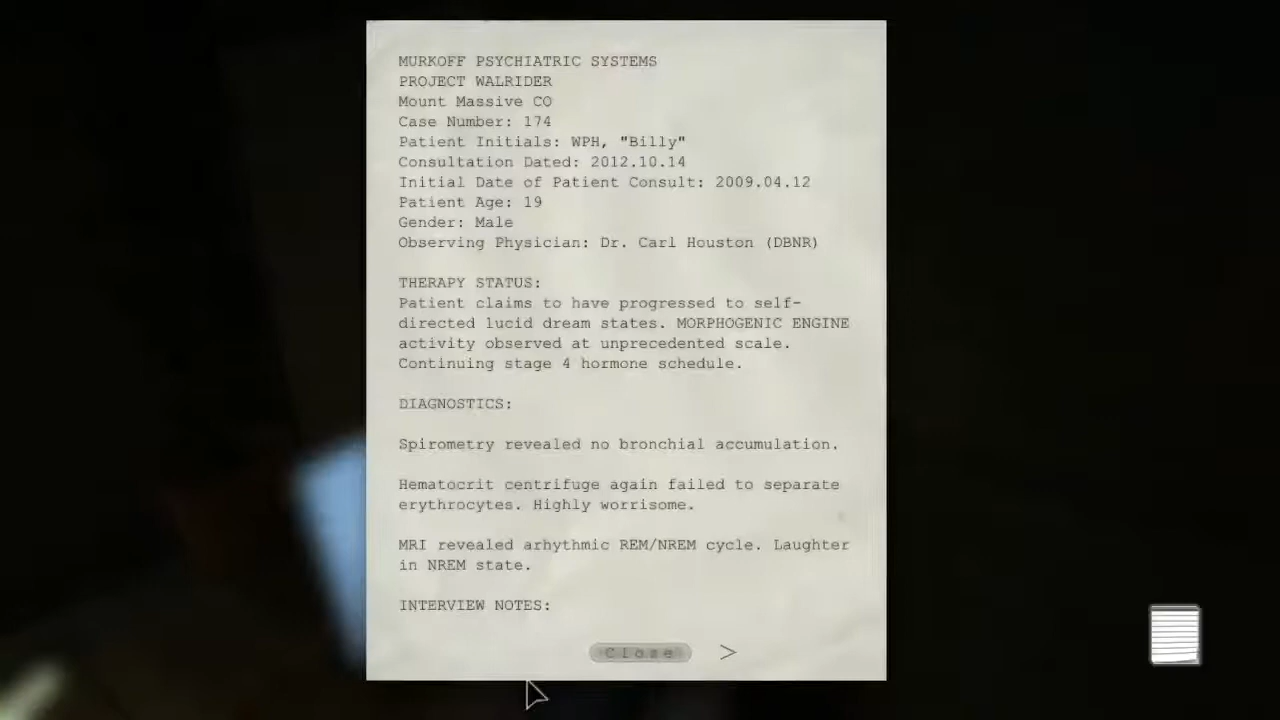 MURKOFF PSYCHIATRIC SYSTEMS
PROJECT WALRIDER
Mount Massive CO
Case Number: 174
Patient Initials: WPH, "Billy"
Consultation Dated: 2012.10.14
Initial Date of Patient Consult: 2009.04.12
Patient Age: 19
Gender: Male
Observing Physician: Dr. Carl Houston (DBNR)
THERAPY STATUS:
Patient claims to have progressed to self-
directed lucid dream states. MORPHOGENIC ENGINE
activity observed at unprecedented scale.
Continuing stage 4 hormone schedule.
DIAGNOSTICS:
Spirometry revealed no bronchial accumulation.
Hematocrit centrifuge again failed to separate
erythrocytes. Highly worrisome.
MRI revealed arhythmic REM/NREM cycle. Laughter
in NREM state.
INTERVIEW NOTES:
Close >